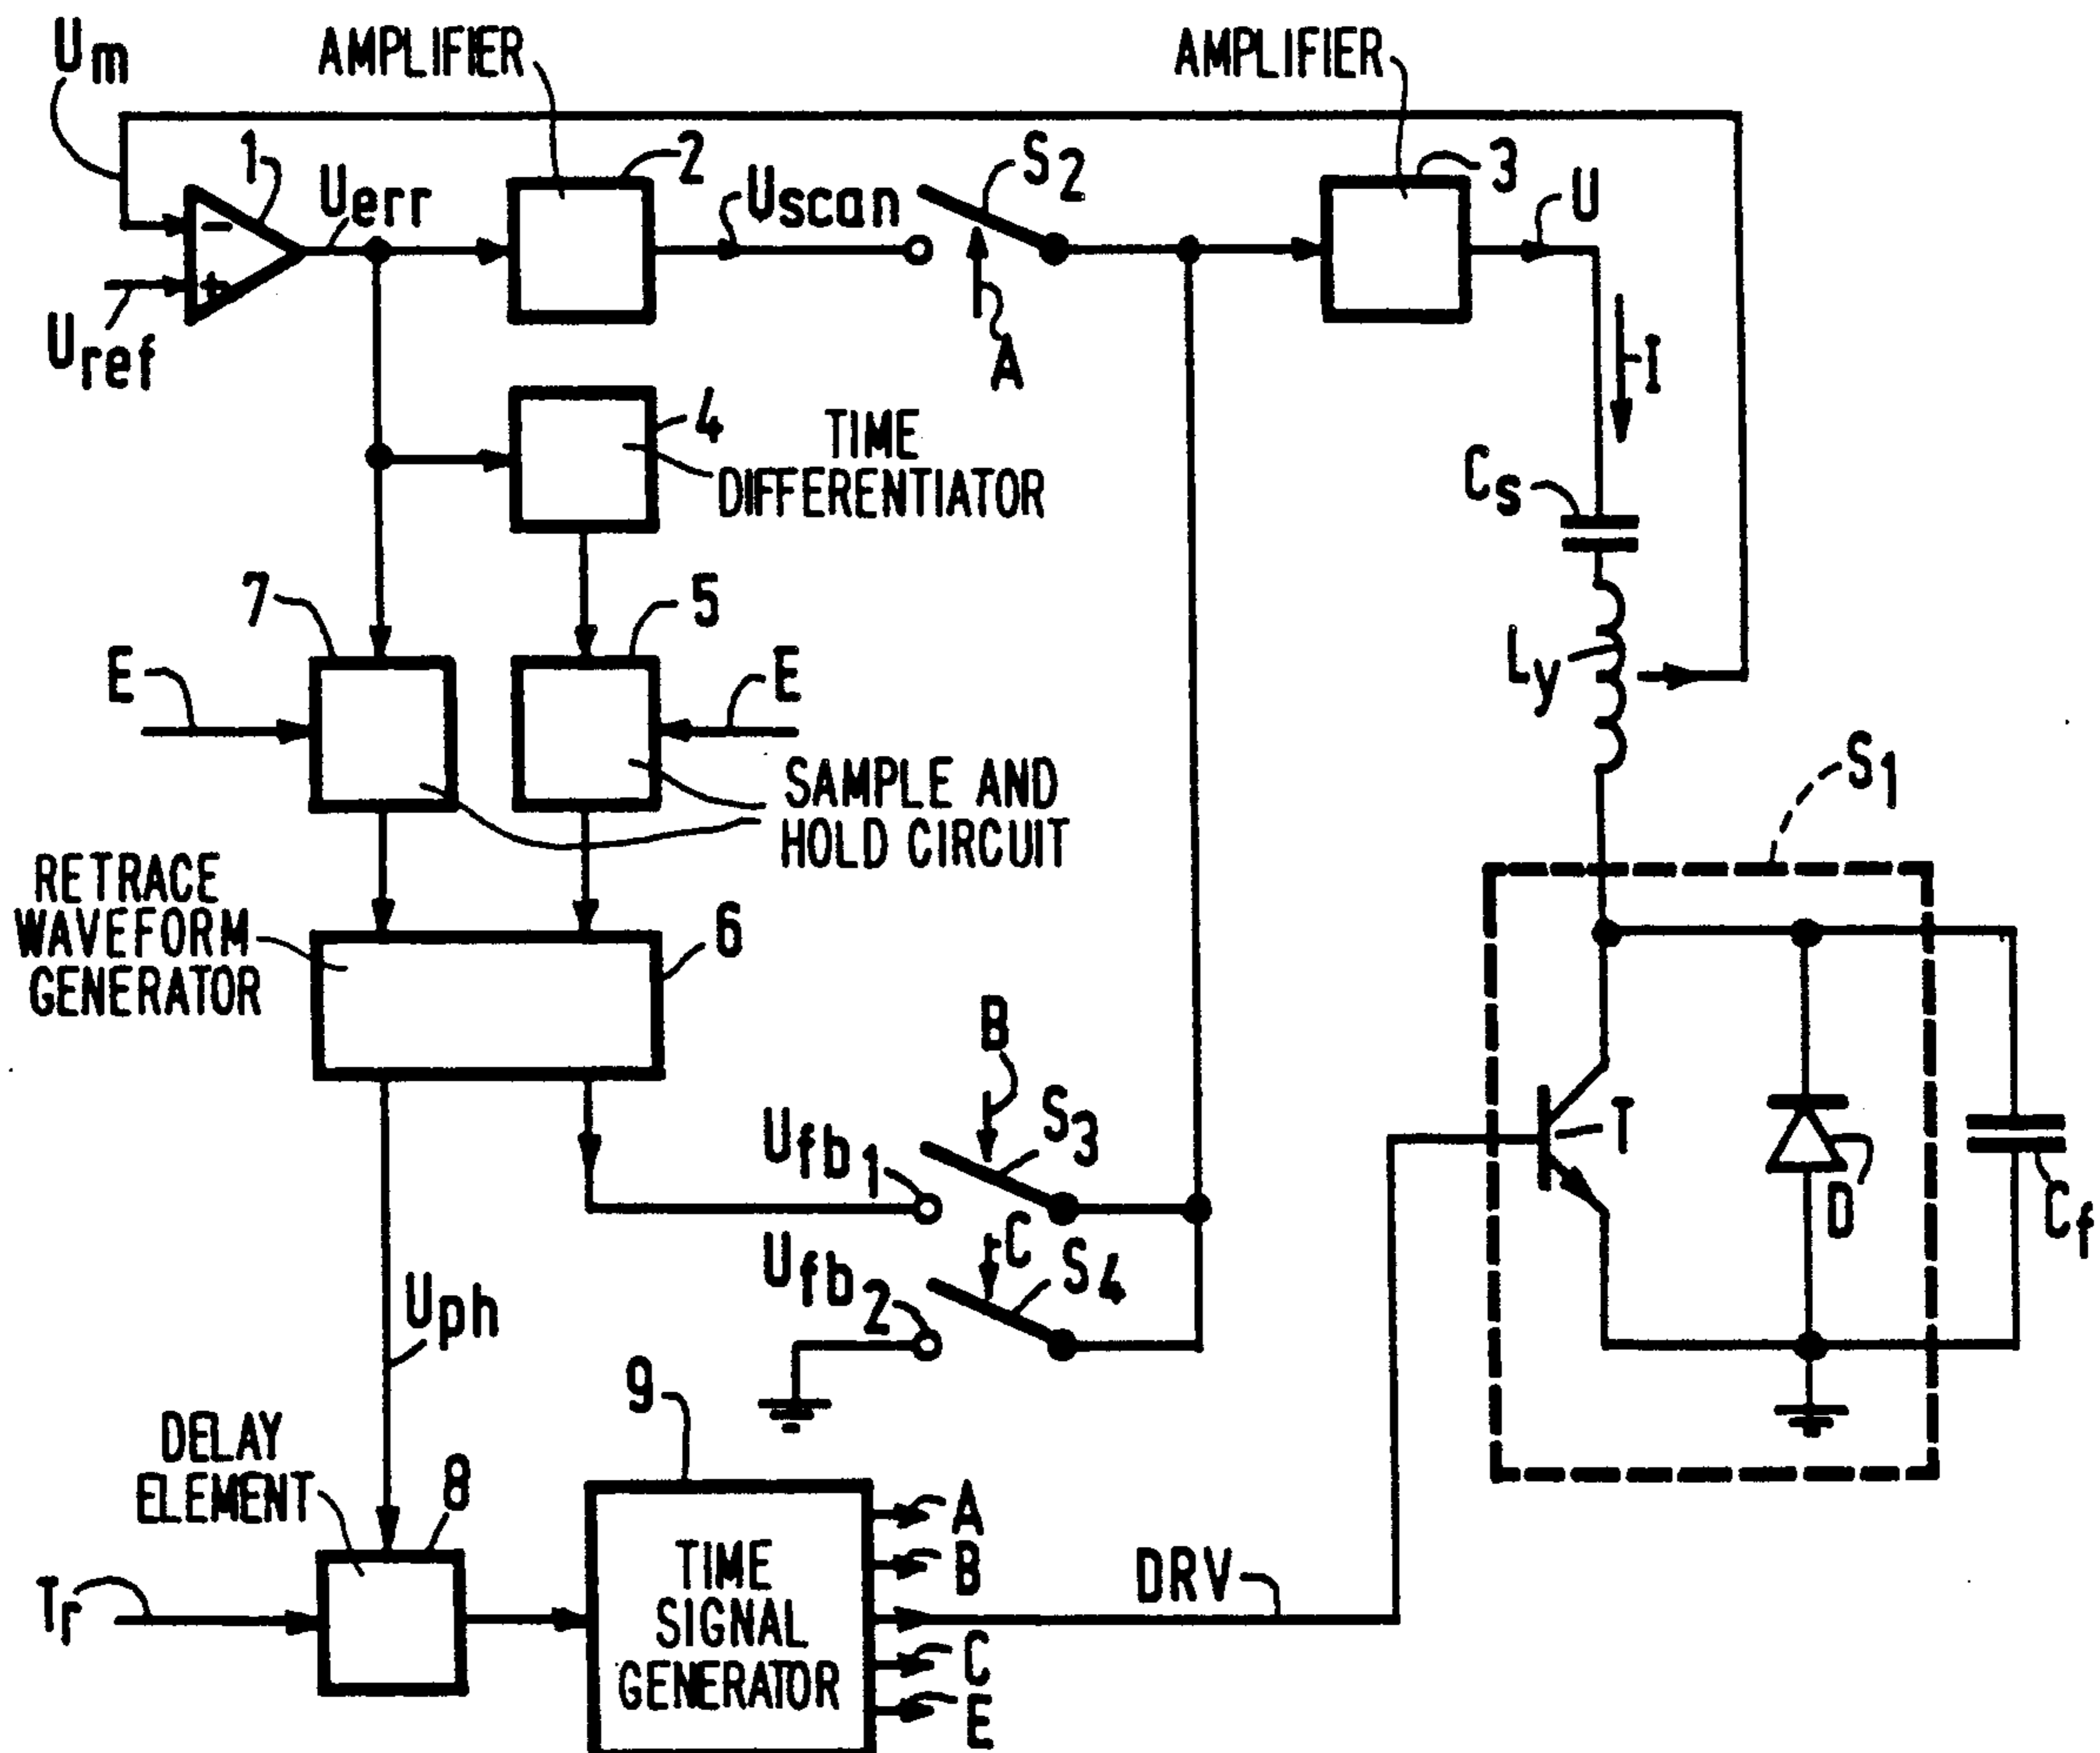 Um
AMPLIFIER
AMPLIFIER
1
Uerr
2
Uscan
S2
3
U
-
+
Uref
A
I
4
TIME
DIFFERENTIATOR
Cs
7
5
E
E
Ly
SAMPLE AND
HOLD CIRCUIT
S1
RETRACE
WAVEFORM
GENERATOR
6
B
Ufb1
S3
T
D
Cf
Ufb2
C
S4
Uph
9
DELAY
ELEMENT
8
Tr
TIME
SIGNAL
GENERATOR
A
B
DRV
C
E